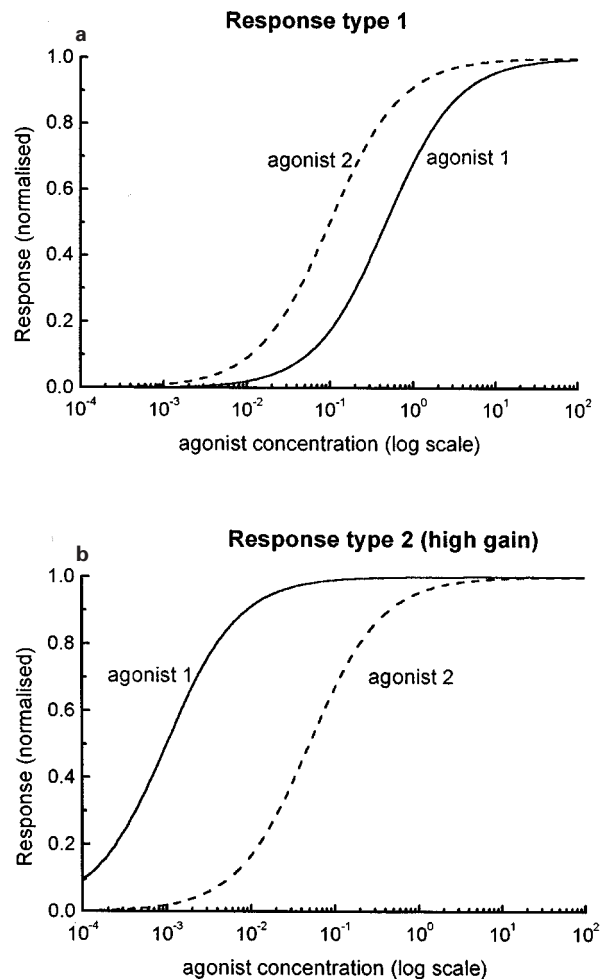 Response type 1
a
1.0
0.8
0.6
0.4
0.2
0.0
Response (normalised)
agonist 2
agonist 1
10⁻⁴ 10⁻³ 10⁻² 10⁻¹ 10⁰ 10¹ 10²
agonist concentration (log scale)
b
Response type 2 (high gain)
1.0
0.8
0.6
0.4
0.2
0.0
Response (normalised)
agonist 1
agonist 2
10⁻⁴ 10⁻³ 10⁻² 10⁻¹ 10⁰ 10¹ 10²
agonist concentration (log scale)